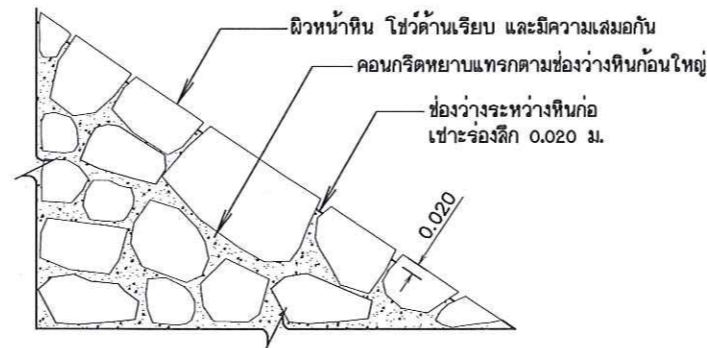 ผิวหน้าหิน โชว์ด้านเรียบ และมีความเสมอกัน
คอนกรีตหยาบแทรกตามช่องว่างหินก้อนใหญ่
ช่องว่างระหว่างหินก่อ
เซาะร่องลึก 0.020 ม.
0.020